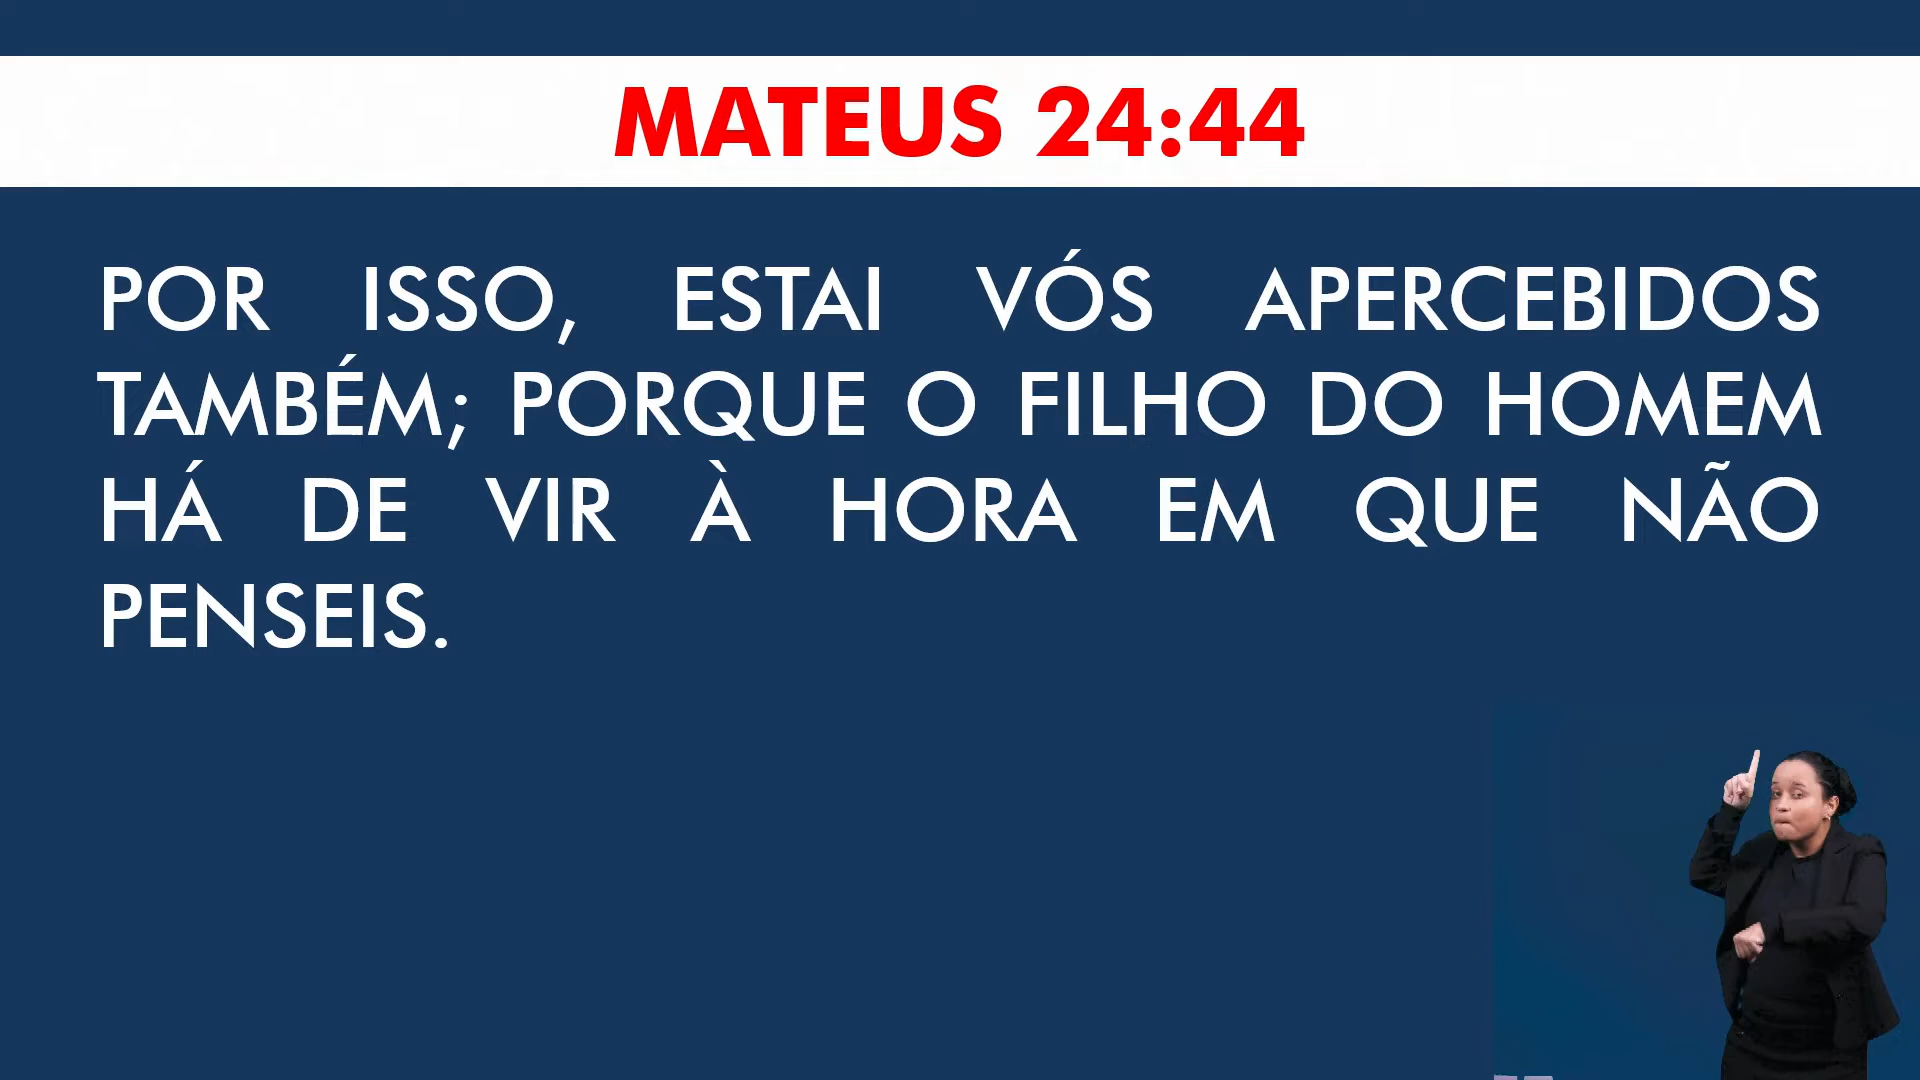 MATEUS 24:44
POR ISSO, ESTAI VÓS APERCEBIDOS
TAMBÉM; PORQUE O FILHO DO HOMEM
HÁ DE VIR À HORA EM QUE NÃO
PENSEIS.